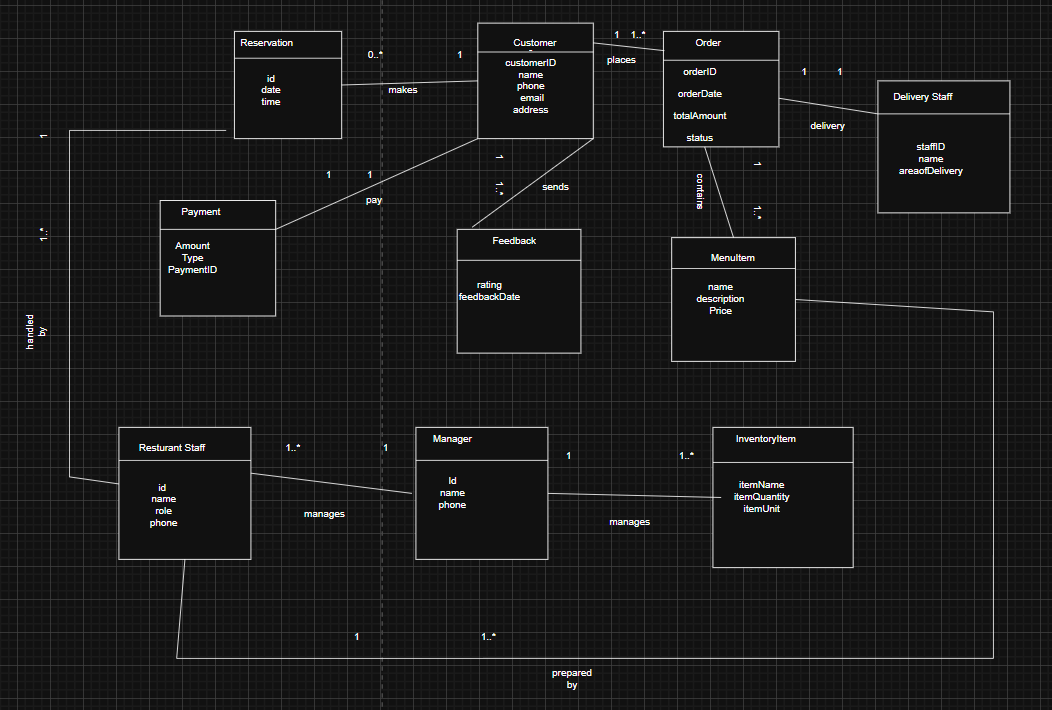 Reservation
id
date
time
0..*
1
makes
Customer
customerID
name
phone
email
address
1
1..*
places
Order
orderID
orderDate
totalAmount
status
1
1
delivery
Delivery Staff
staffID
name
areaofDelivery
1
1..*
handled
by
1
1
pay
Payment
Amount
Type
PaymentID
1
1..*
sends
Feedback
rating
feedbackDate
contains
1
1..*
MenuItem
name
description
Price
Resturant Staff
id
name
role
phone
1..*
1
manages
Manager
Id
name
phone
1
1..*
manages
InventoryItem
itemName
itemQuantity
itemUnit
1
1..*
prepared
by